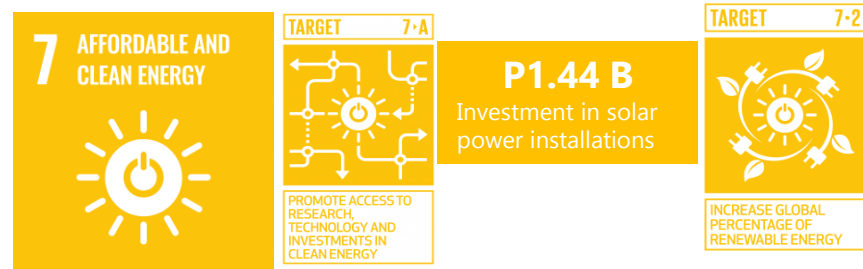 7 AFFORDABLE AND
CLEAN ENERGY
TARGET 7·A
PROMOTE ACCESS TO
RESEARCH,
TECHNOLOGY AND
INVESTMENTS IN
CLEAN ENERGY
P1.44 B
Investment in solar
power installations
TARGET 7·2
INCREASE GLOBAL
PERCENTAGE OF
RENEWABLE ENERGY